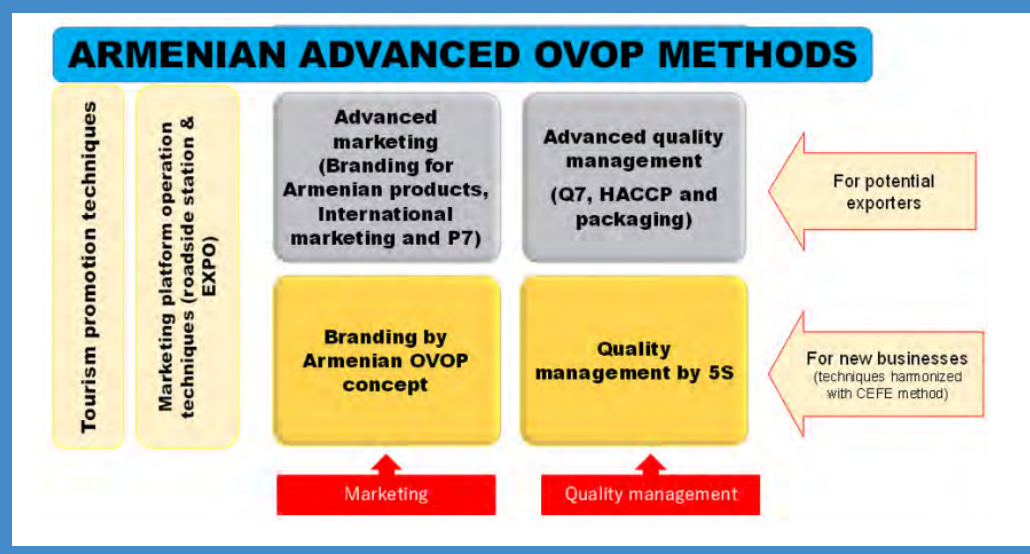 ARMENIAN ADVANCED OVOP METHODS
Tourism promotion techniques
Marketing platform operation
techniques (roadside station &
EXPO)
Advanced
marketing
(Branding for
Armenian products,
International
marketing and P7)
Advanced quality
management
(Q7, HACCP and
packaging)
For potential
exporters
Branding by
Armenian OVOP
concept
Quality
management by 5S
For new businesses
(techniques harmonized
with CEFE method)
Marketing
Quality management